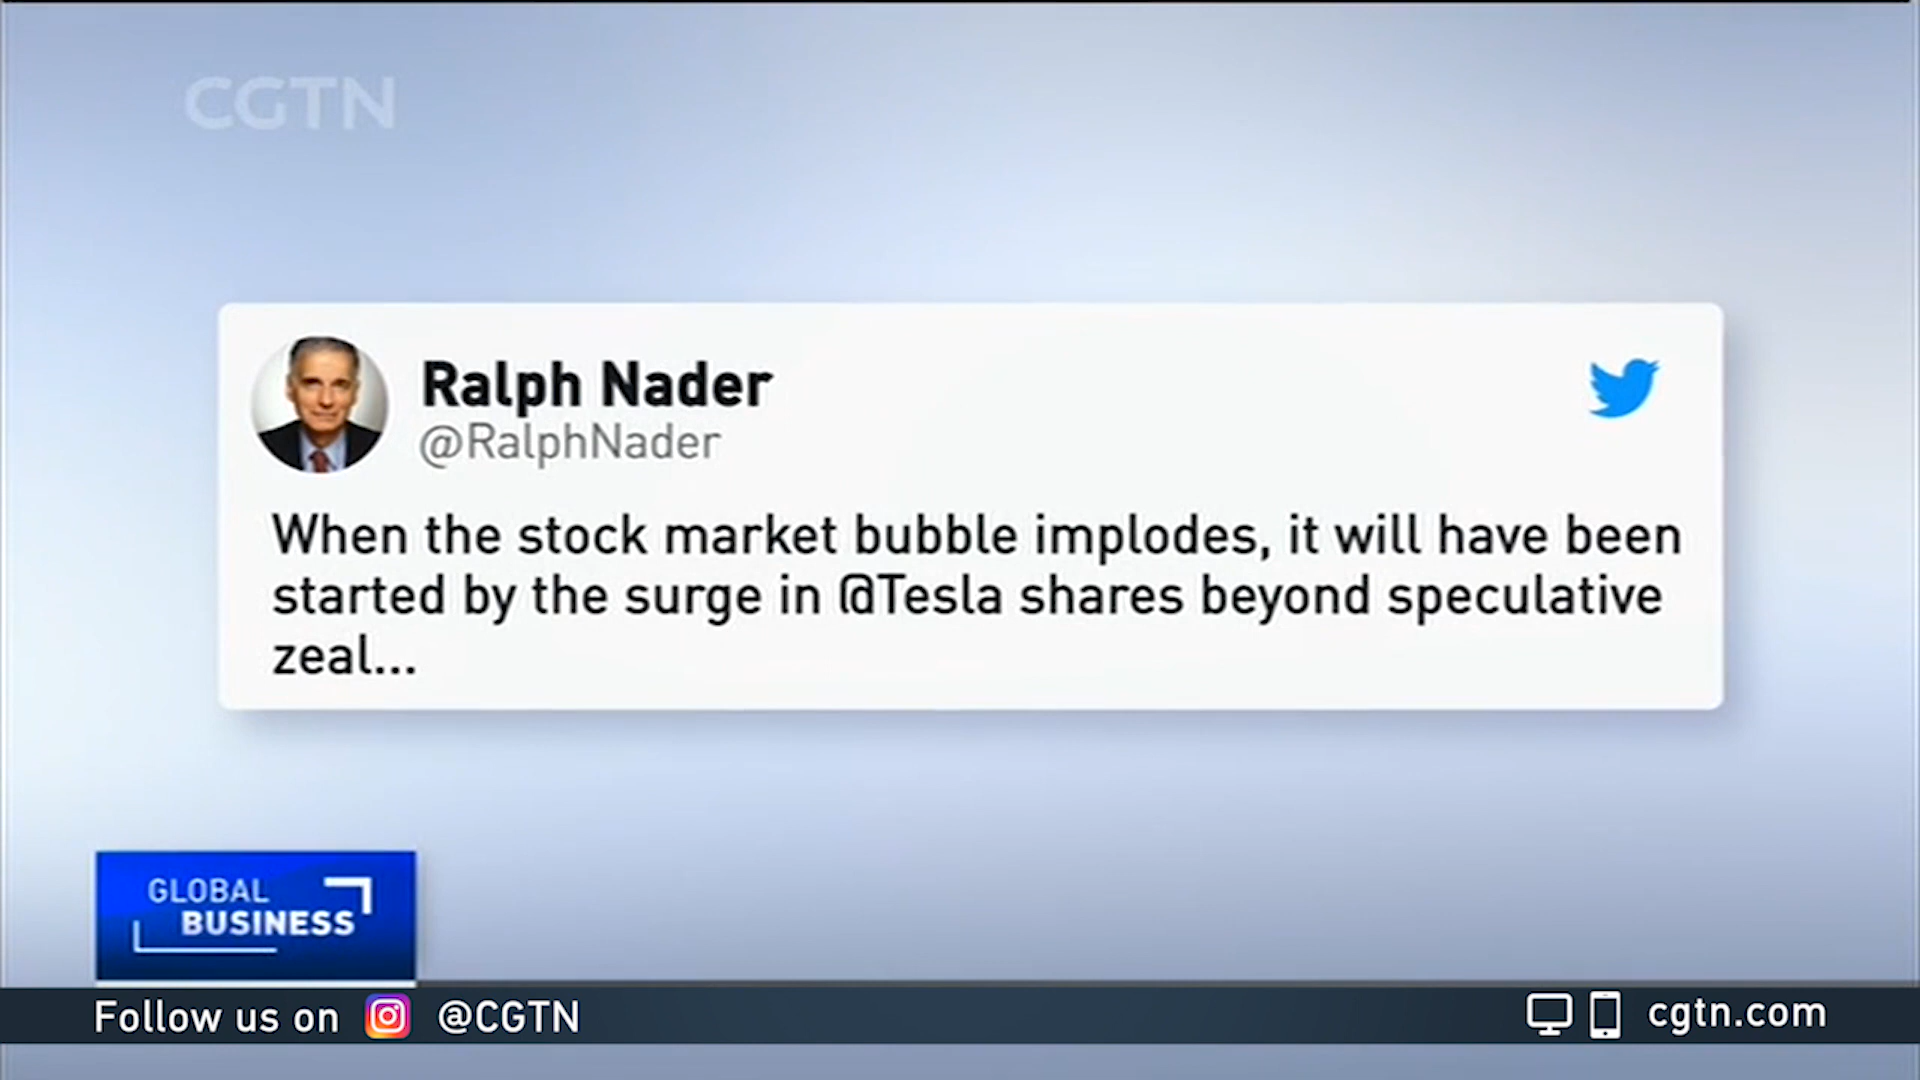 CGTN
Ralph Nader
@RalphNader
When the stock market bubble implodes, it will have been
started by the surge in @Tesla shares beyond speculative
zeal...
GLOBAL
BUSINESS
Follow us on @CGTN
cgtn.com